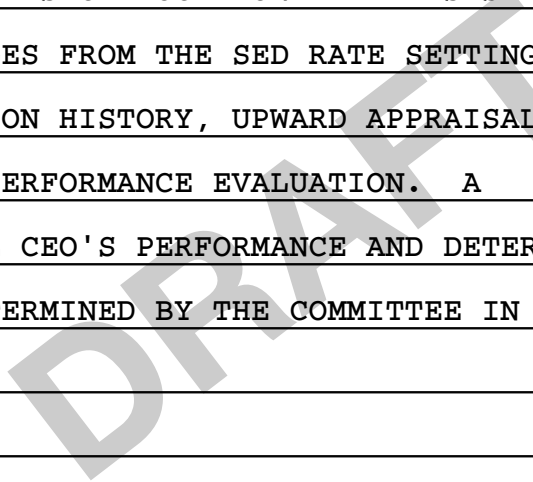 ES FROM THE SED RATE SETTING
ON HISTORY, UPWARD APPRAISAL
ERFORMANCE EVALUATION. A
CEO'S PERFORMANCE AND DETER
ERMINED BY THE COMMITTEE IN
DRAFT